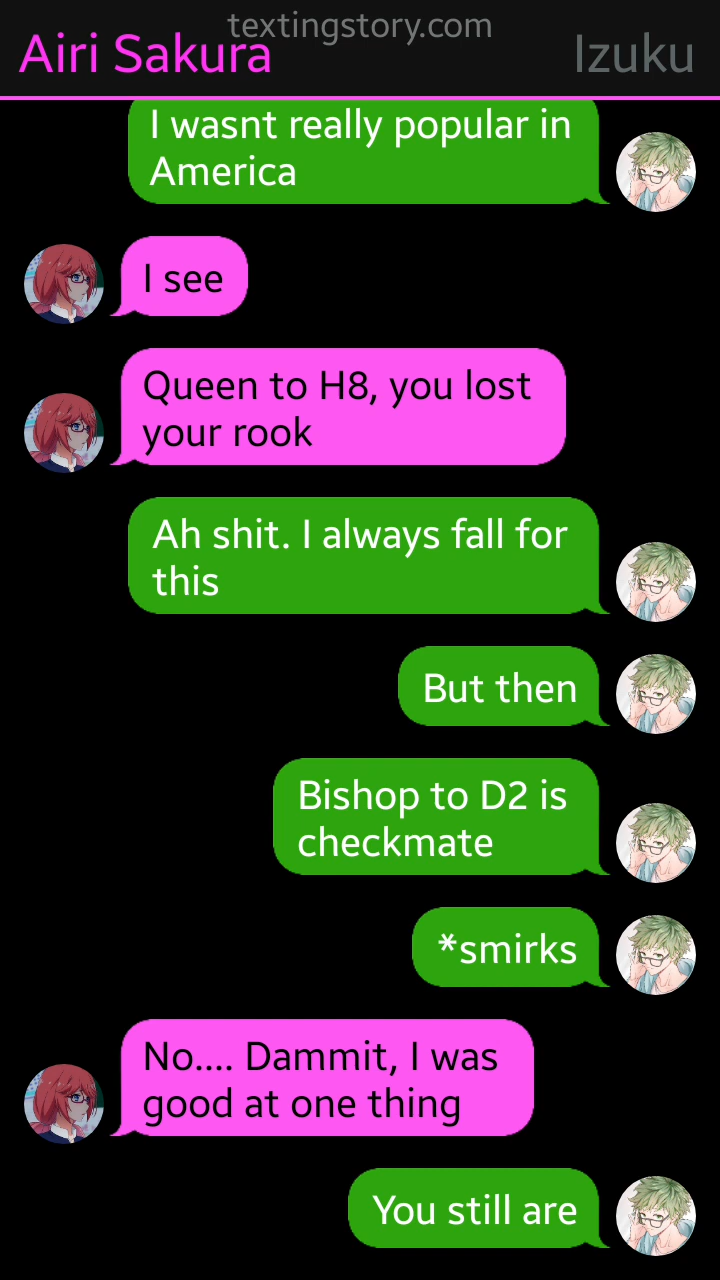 textingstory.com
Airi Sakura
Izuku
I wasnt really popular in
America
I see
Queen to H8, you lost
your rook
Ah shit. I always fall for
this
But then
Bishop to D2 is
checkmate
*smirks
No.... Dammit, I was
good at one thing
You still are